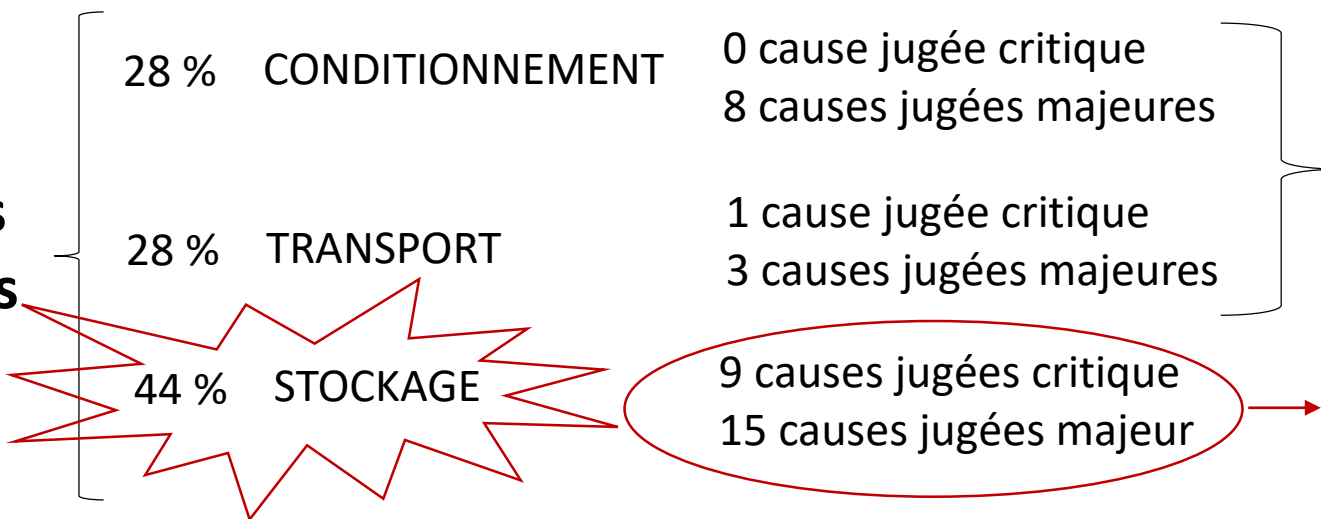 28 % CONDITIONNEMENT
0 cause jugée critique
8 causes jugées majeures
28 % TRANSPORT
1 cause jugée critique
3 causes jugées majeures
44 % STOCKAGE
9 causes jugées critique
15 causes jugées majeur